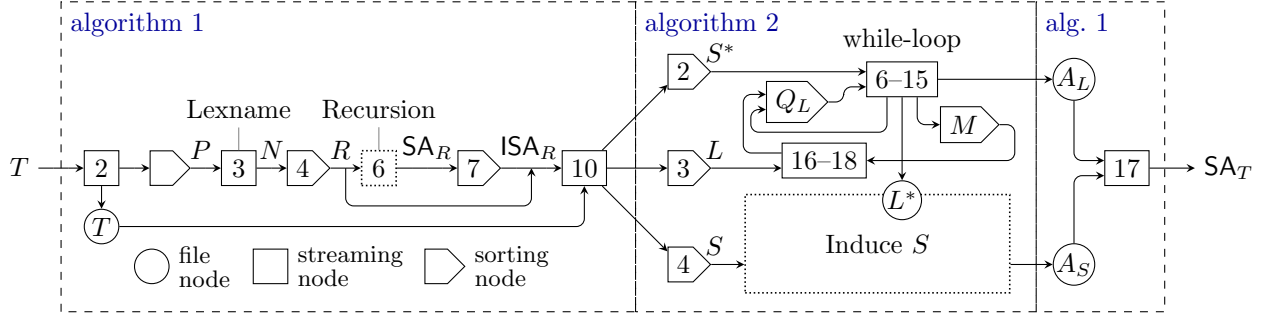 algorithm 1
algorithm 2
alg. 1
while-loop
S*
2
6–15
A_L
Q_L
Lexname
Recursion
M
T
2
P
3
N
4
R
6
SA_R
7
ISA_R
10
3
L
16–18
17
SA_T
T
L*
file node
streaming node
sorting node
4
S
Induce S
A_S